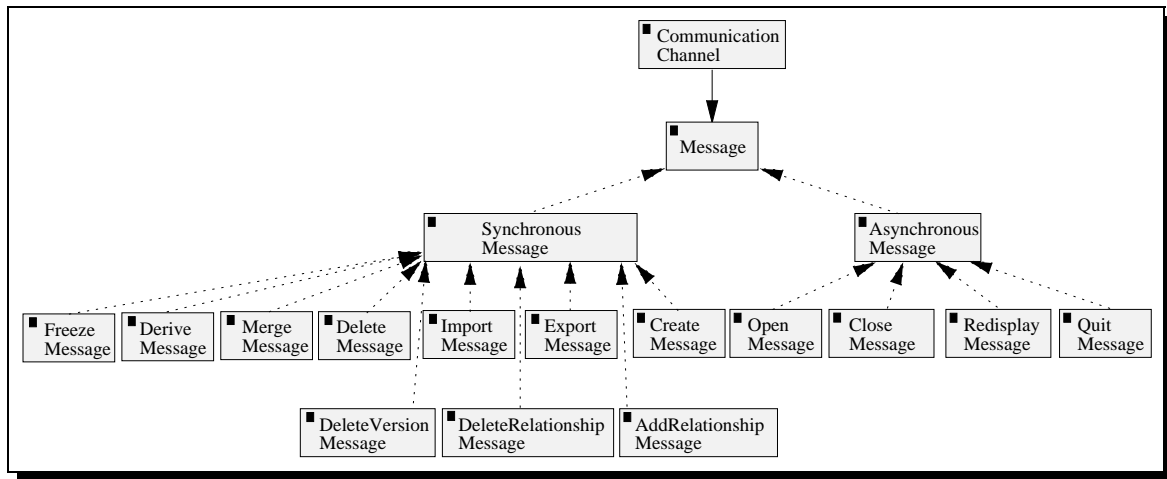 Communication
Channel
Message
Synchronous
Message
Asynchronous
Message
Freeze
Message
Derive
Message
Merge
Message
Delete
Message
Import
Message
Export
Message
Create
Message
Open
Message
Close
Message
Redisplay
Message
Quit
Message
DeleteVersion
Message
DeleteRelationship
Message
AddRelationship
Message